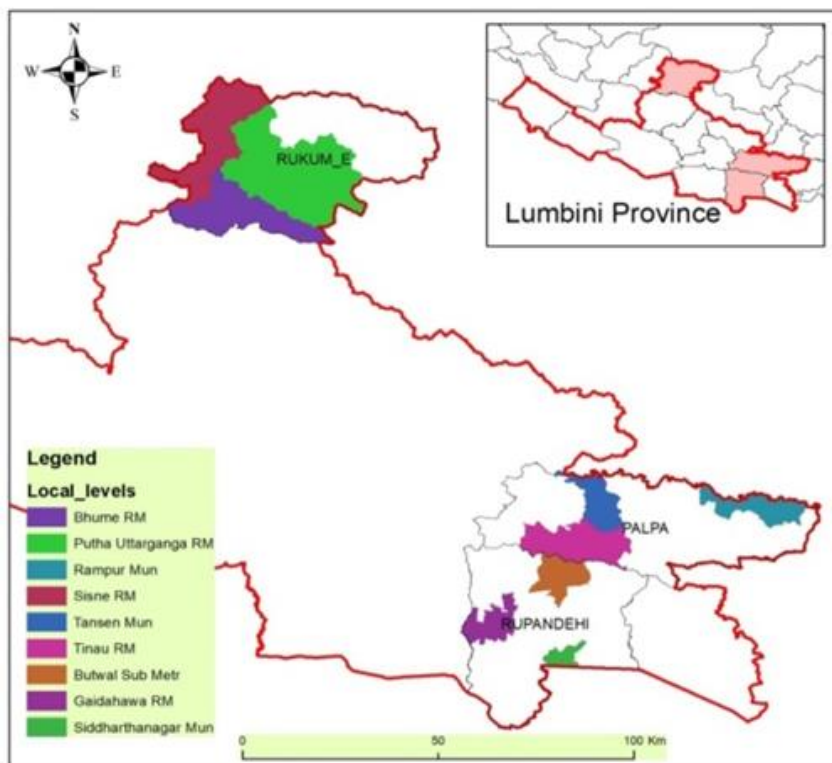 N
W E
S
Lumbini Province
RUKUM_E
PALPA
RUPANDEHI
Legend
Local_levels
Bhume RM
Putha Uttarganga RM
Rampur Mun
Sisne RM
Tansen Mun
Tinau RM
Butwal Sub Metr
Gaidahawa RM
Siddharthanagar Mun
0 50 100 Km